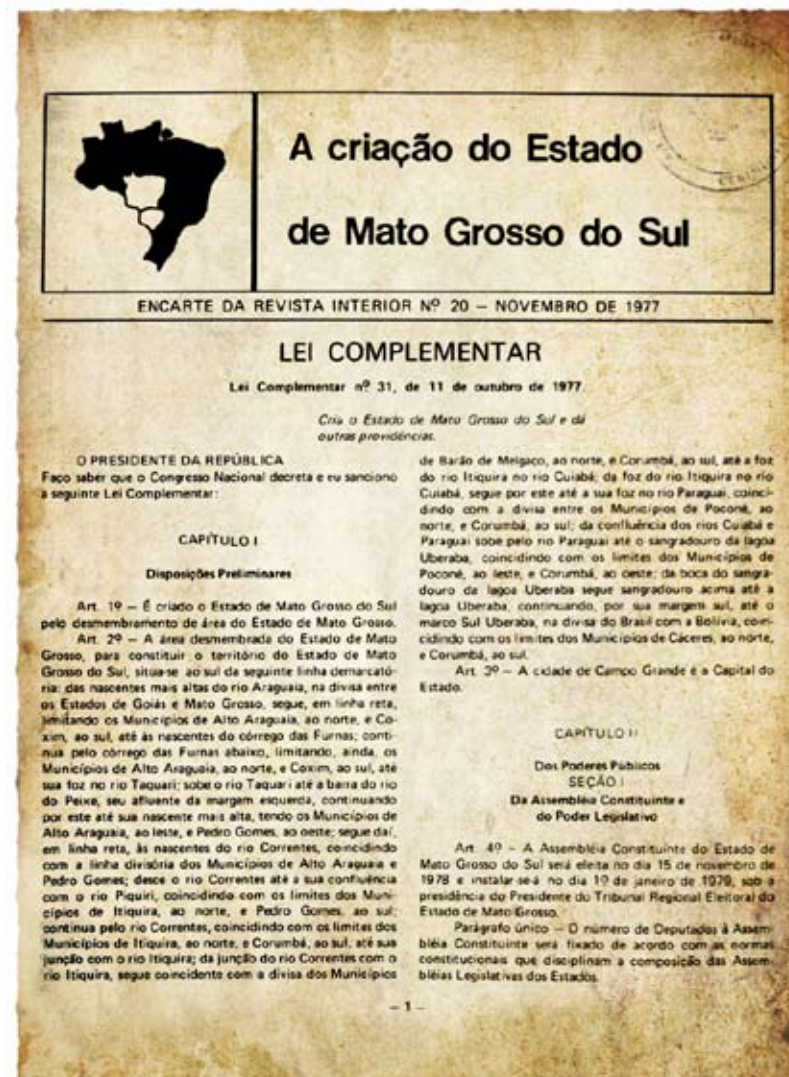 A criação do Estado
de Mato Grosso do Sul
ENCARTE DA REVISTA INTERIOR Nº 20 – NOVEMBRO DE 1977
LEI COMPLEMENTAR
Lei Complementar nº 31, de 11 de outubro de 1977.
Cria o Estado de Mato Grosso do Sul e dá
outras providências.
O PRESIDENTE DA REPÚBLICA
Faço saber que o Congresso Nacional decreta e eu sanciono
a seguinte Lei Complementar:
CAPÍTULO I
Disposições Preliminares
Art. 1º – É criado o Estado de Mato Grosso do Sul
pelo desmembramento de área do Estado de Mato Grosso.
Art. 2º – A área desmembrada do Estado de Mato
Grosso, para constituir o território do Estado de Mato
Grosso do Sul, situa-se ao sul da seguinte linha demarcató-
ria: das nascentes mais altas do rio Araguaia, na divisa entre
os Estados de Goiás e Mato Grosso, segue, em linha reta,
limitando os Municípios de Alto Araguaia, ao norte, e Co-
xim, ao sul, até às nascentes do córrego das Furnas; conti-
nua pelo córrego das Furnas abaixo, limitando, ainda, os
Municípios de Alto Araguaia, ao norte, e Coxim, ao sul, até
sua foz no rio Taquari; sobe o rio Taquari até a barra do rio
do Peixe, seu afluente da margem esquerda, continuando
por este até sua nascente mais alta, tendo os Municípios de
Alto Araguaia, ao leste, e Pedro Gomes, ao oeste; segue daí,
em linha reta, às nascentes do rio Correntes, coincidindo
com a linha divisória dos Municípios de Alto Araguaia e
Pedro Gomes; desce o rio Correntes até a sua confluência
com o rio Piquiri, coincidindo com os limites dos Muni-
cípios de Itiquira, ao norte, e Pedro Gomes, ao sul;
continua pelo rio Correntes, coincidindo com os limites dos
Municípios de Itiquira, ao norte, e Corumbá, ao sul, até sua
junção com o rio Itiquira; da junção do rio Correntes com o
rio Itiquira, segue coincidente com a divisa dos Municípios
de Barão de Melgaço, ao norte, e Corumbá, ao sul, até a foz
do rio Itiquira no rio Cuiabá; da foz do rio Itiquira no rio
Cuiabá, segue por este até a sua foz no rio Paraguai, coinci-
dindo com a divisa entre os Municípios de Poconé, ao
norte, e Corumbá, ao sul; da confluência dos rios Cuiabá e
Paraguai sobe pelo rio Paraguai até o sangradouro da lagoa
Uberaba, coincidindo com os limites dos Municípios de
Poconé, ao leste, e Corumbá, ao oeste; da boca do sangra-
douro da lagoa Uberaba segue sangradouro acima até a
lagoa Uberaba, continuando, por sua margem sul, até o
marco Sul Uberaba, na divisa do Brasil com a Bolívia, coin-
cidindo com os limites dos Municípios de Cáceres, ao norte,
e Corumbá, ao sul.
Art. 3º – A cidade de Campo Grande é a Capital do
Estado.
CAPÍTULO II
Dos Poderes Públicos
SEÇÃO I
Da Assembléia Constituinte e
do Poder Legislativo
Art. 4º – A Assembléia Constituinte do Estado de
Mato Grosso do Sul será eleita no dia 15 de novembro de
1978 e instalar-se-á no dia 1º de janeiro de 1979, sob a
presidência do Presidente do Tribunal Regional Eleitoral do
Estado de Mato Grosso.
Parágrafo único – O número de Deputados à Assem-
bléia Constituinte será fixado de acordo com as normas
constitucionais que disciplinam a composição das Assem-
bléias Legislativas dos Estados.
– 1 –